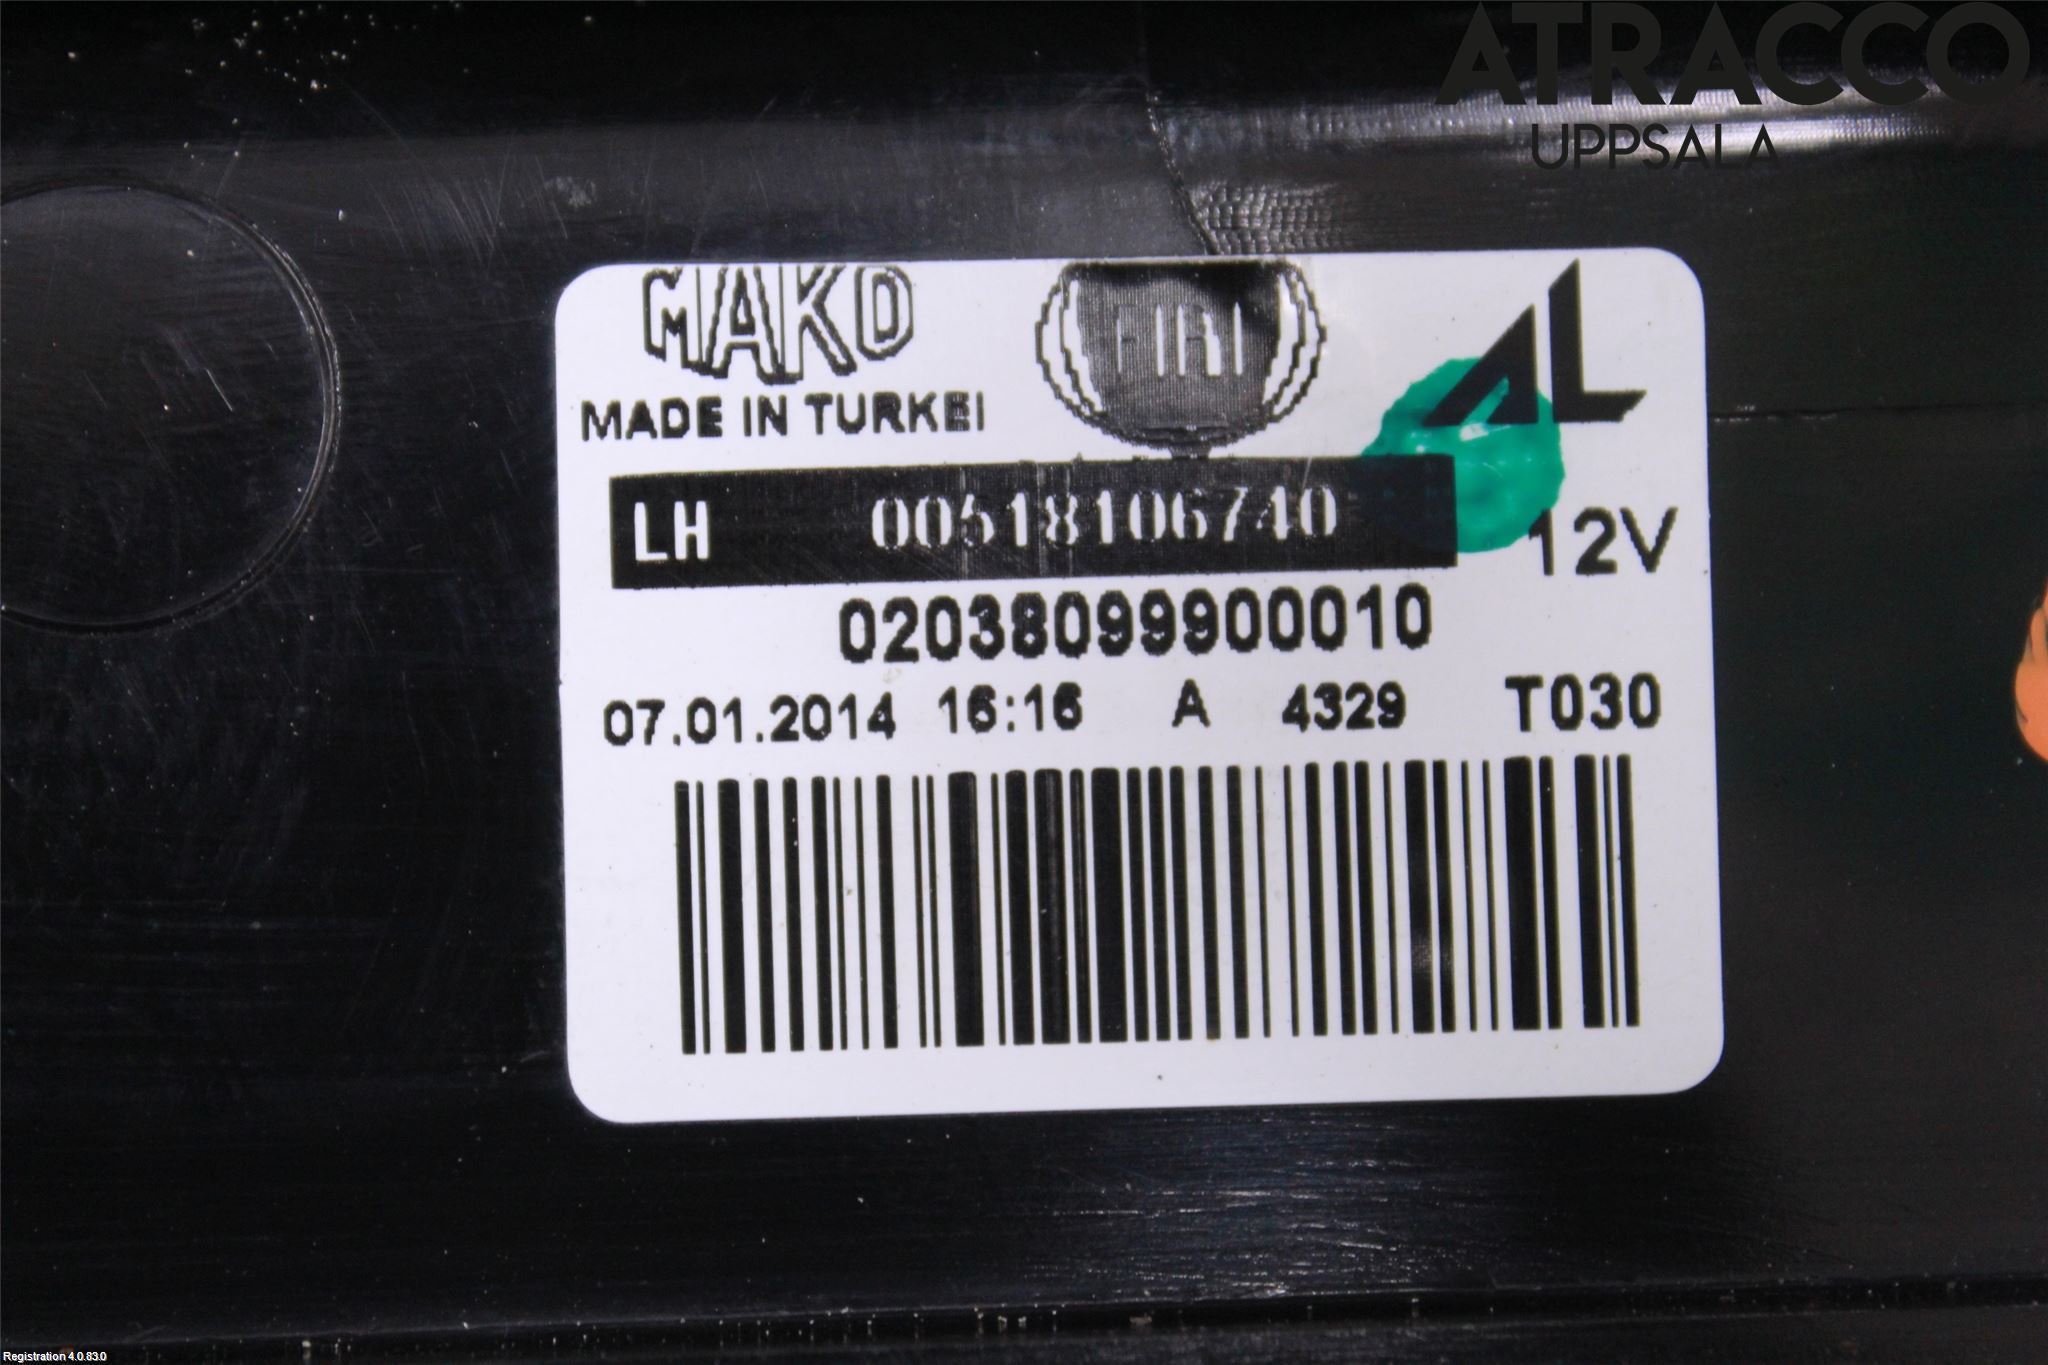 ATRACCO
UPPSALA
MAKO
FIAT
AL
MADE IN TURKEI
LH 00518106740
12V
02038099900010
07.01.2014 16:16 A 4329 T030
Registration 4.0.83.0